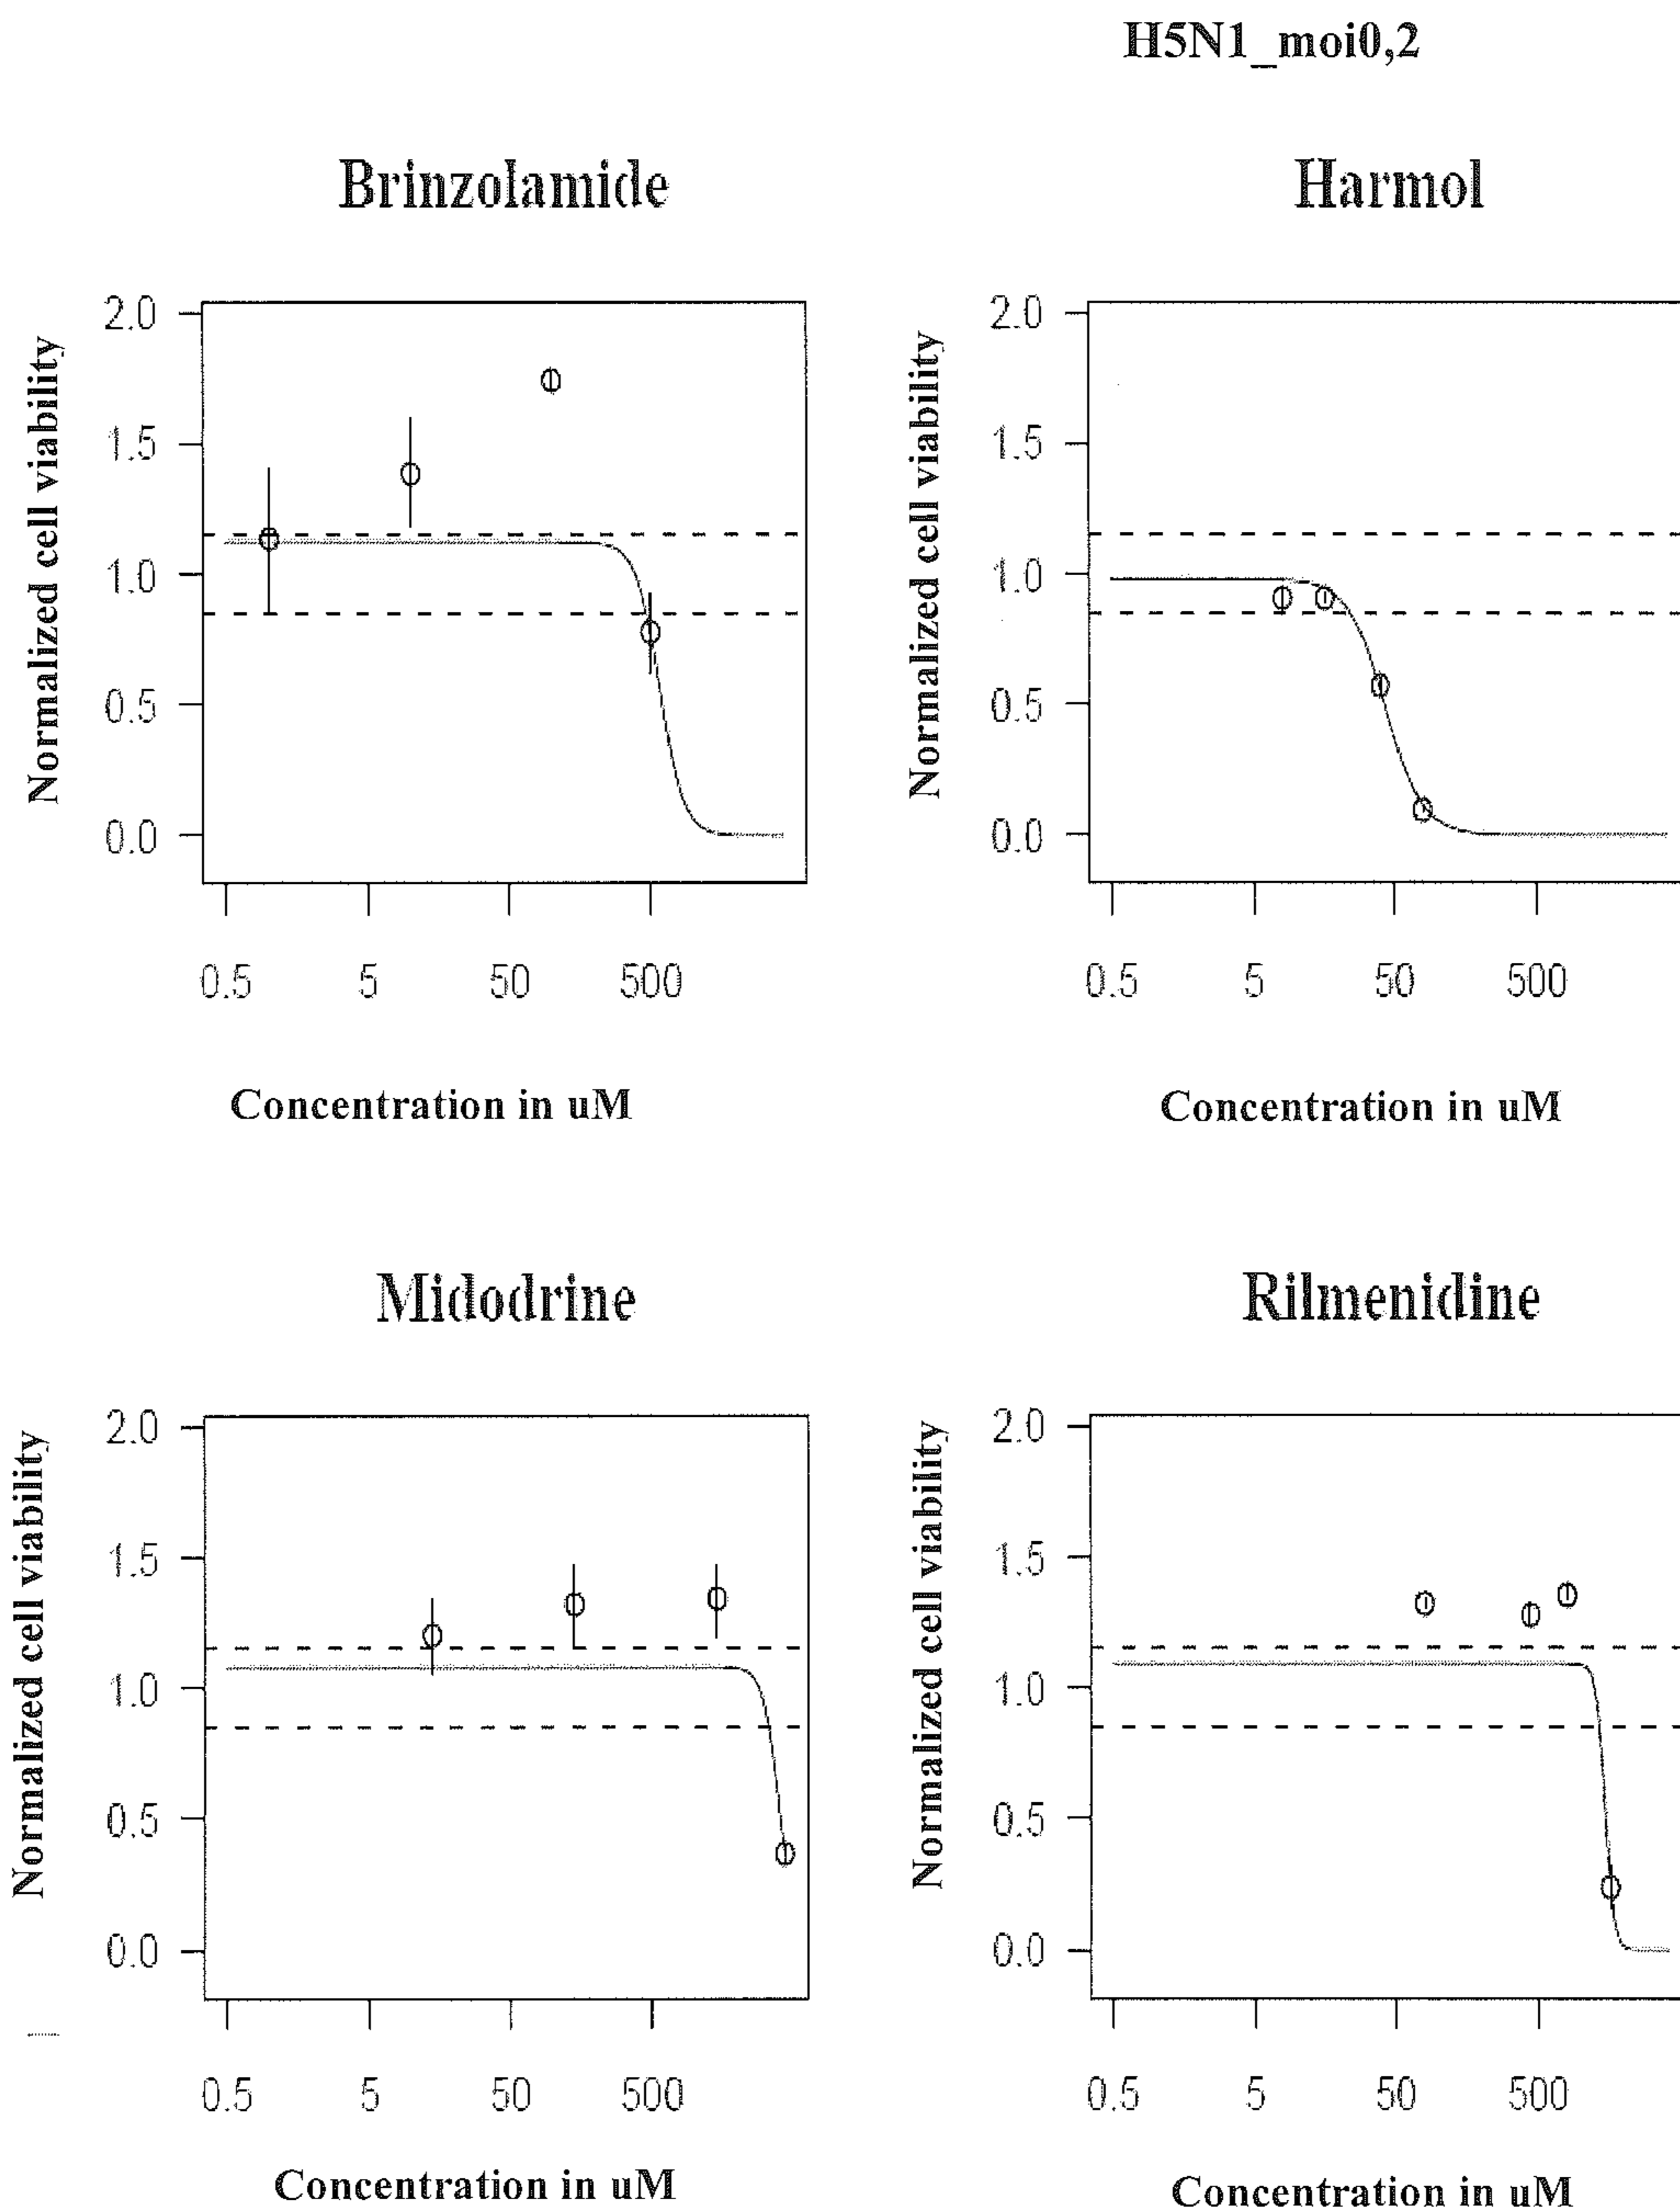 H5N1_moi0,2
Brinzolamide
Harmol
Normalized cell viability
2.0
1.5
1.0
0.5
0.0
0.5 5 50 500
Concentration in uM
Normalized cell viability
2.0
1.5
1.0
0.5
0.0
0.5 5 50 500
Concentration in uM
Midodrine
Rilmenidine
Normalized cell viability
2.0
1.5
1.0
0.5
0.0
0.5 5 50 500
Concentration in uM
Normalized cell viability
2.0
1.5
1.0
0.5
0.0
0.5 5 50 500
Concentration in uM